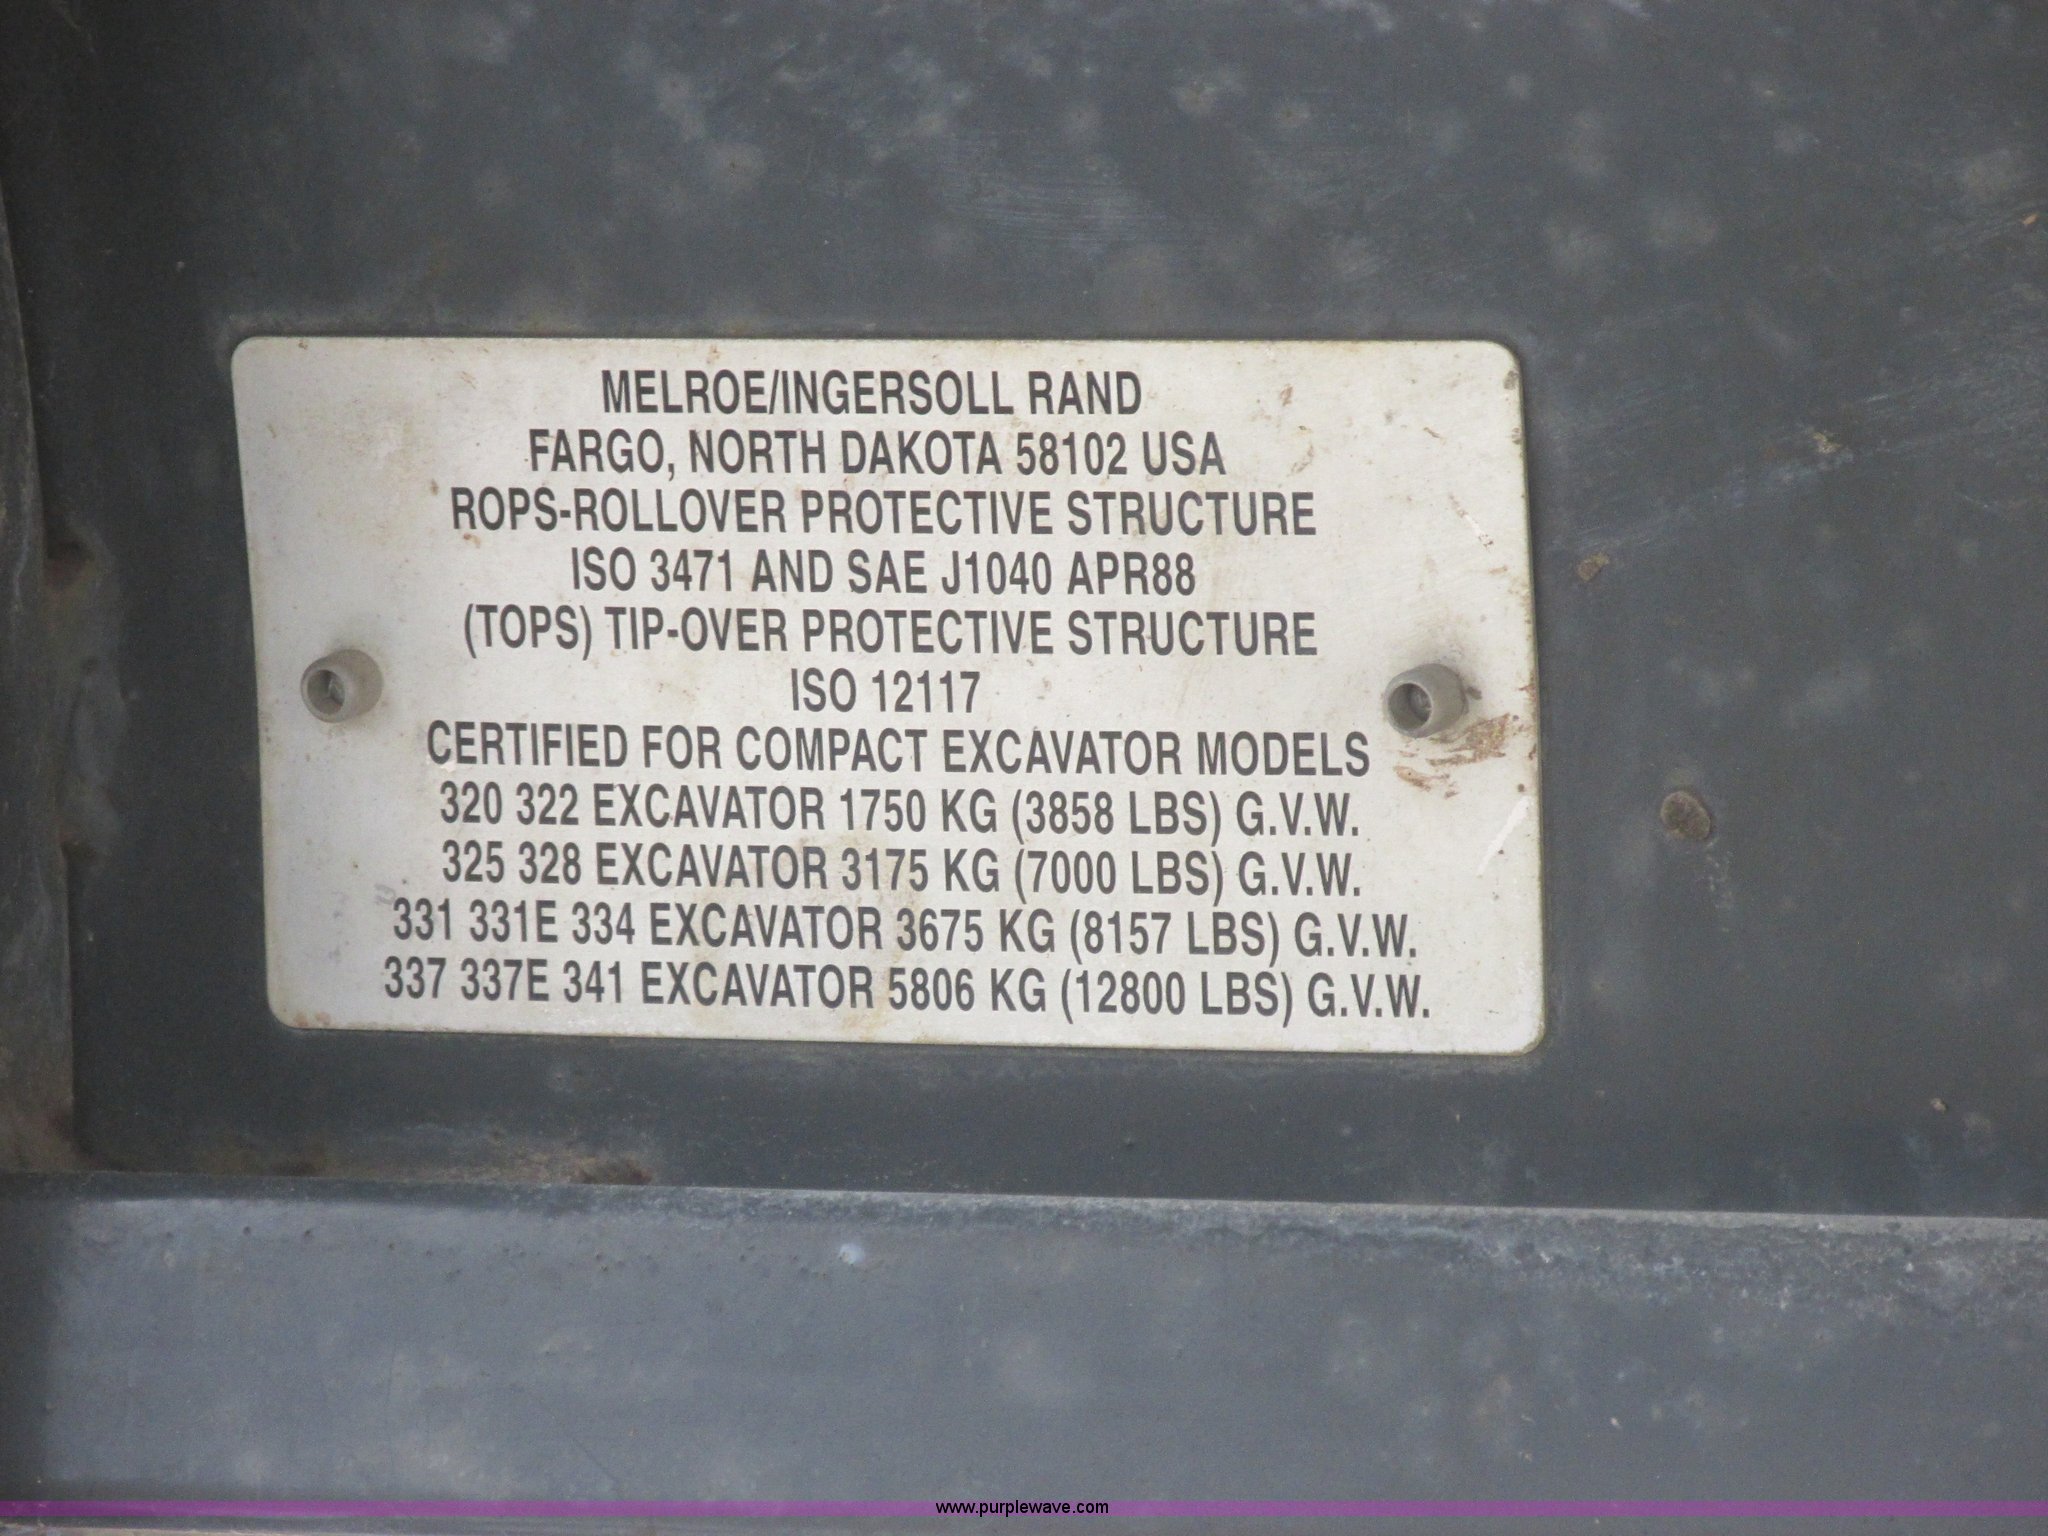 MELROE/INGERSOLL RAND
FARGO, NORTH DAKOTA 58102 USA
ROPS-ROLLOVER PROTECTIVE STRUCTURE
ISO 3471 AND SAE J1040 APR88
(TOPS) TIP-OVER PROTECTIVE STRUCTURE
ISO 12117
CERTIFIED FOR COMPACT EXCAVATOR MODELS
320 322 EXCAVATOR 1750 KG (3858 LBS) G.V.W.
325 328 EXCAVATOR 3175 KG (7000 LBS) G.V.W.
331 331E 334 EXCAVATOR 3675 KG (8157 LBS) G.V.W.
337 337E 341 EXCAVATOR 5806 KG (12800 LBS) G.V.W.
www.purplewave.com